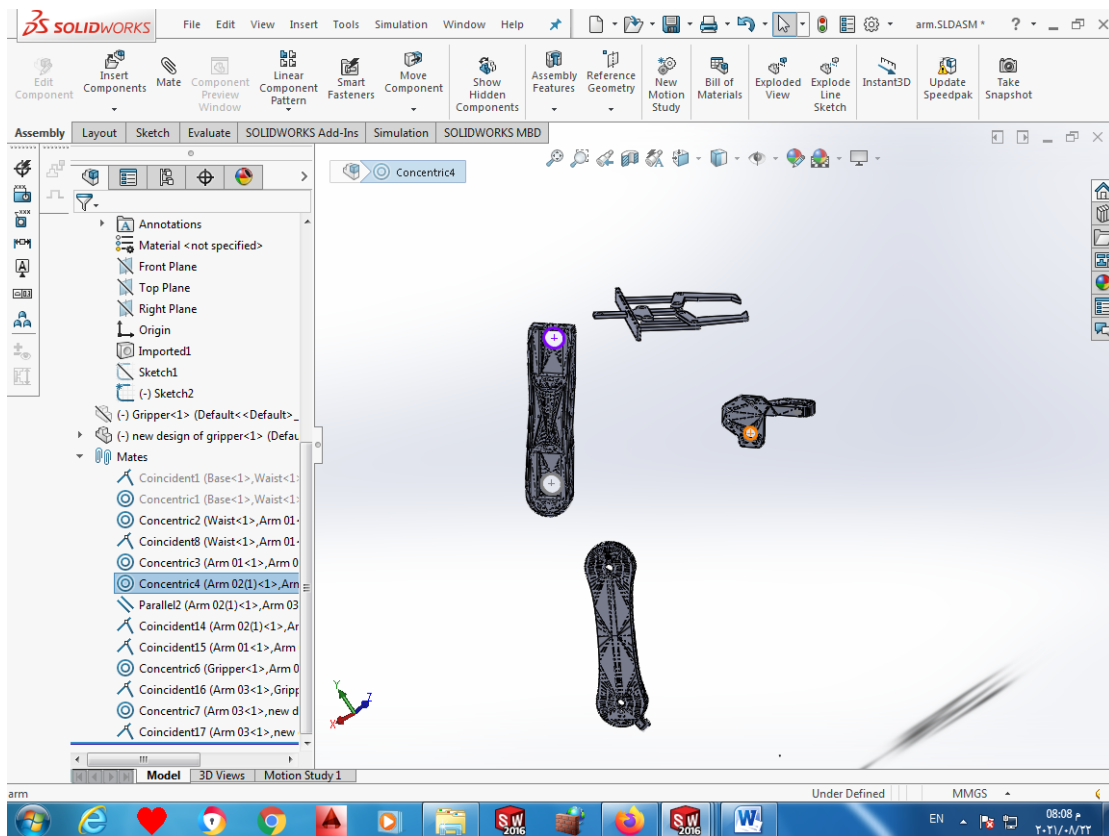 SOLIDWORKS File Edit View Insert Tools Simulation Window Help arm.SLDASM * ?
Edit Component
Insert Components
Mate
Component Preview Window
Linear Component Pattern
Smart Fasteners
Move Component
Show Hidden Components
Assembly Features
Reference Geometry
New Motion Study
Bill of Materials
Exploded View
Explode Line Sketch
Instant3D
Update Speedpak
Take Snapshot
Assembly Layout Sketch Evaluate SOLIDWORKS Add-Ins Simulation SOLIDWORKS MBD
Concentric4
Annotations
Material <not specified>
Front Plane
Top Plane
Right Plane
Origin
Imported1
Sketch1
(-) Sketch2
(-) Gripper<1> (Default<<Default>_
(-) new design of gripper<1> (Defau
Mates
Coincident1 (Base<1>,Waist<1>
Concentric1 (Base<1>,Waist<1>
Concentric2 (Waist<1>,Arm 01<
Coincident8 (Waist<1>,Arm 01<
Concentric3 (Arm 01<1>,Arm 0
Concentric4 (Arm 02(1)<1>,Arm
Parallel2 (Arm 02(1)<1>,Arm 03
Coincident14 (Arm 02(1)<1>,Ar
Coincident15 (Arm 01<1>,Arm
Concentric6 (Gripper<1>,Arm 0
Coincident16 (Arm 03<1>,Gripp
Concentric7 (Arm 03<1>,new d
Coincident17 (Arm 03<1>,new
Y Z X
Model 3D Views Motion Study 1
arm Under Defined MMGS
SW 2016 SW 2016 W EN 08:08 م
٢٠٢١/٠٨/٢٢